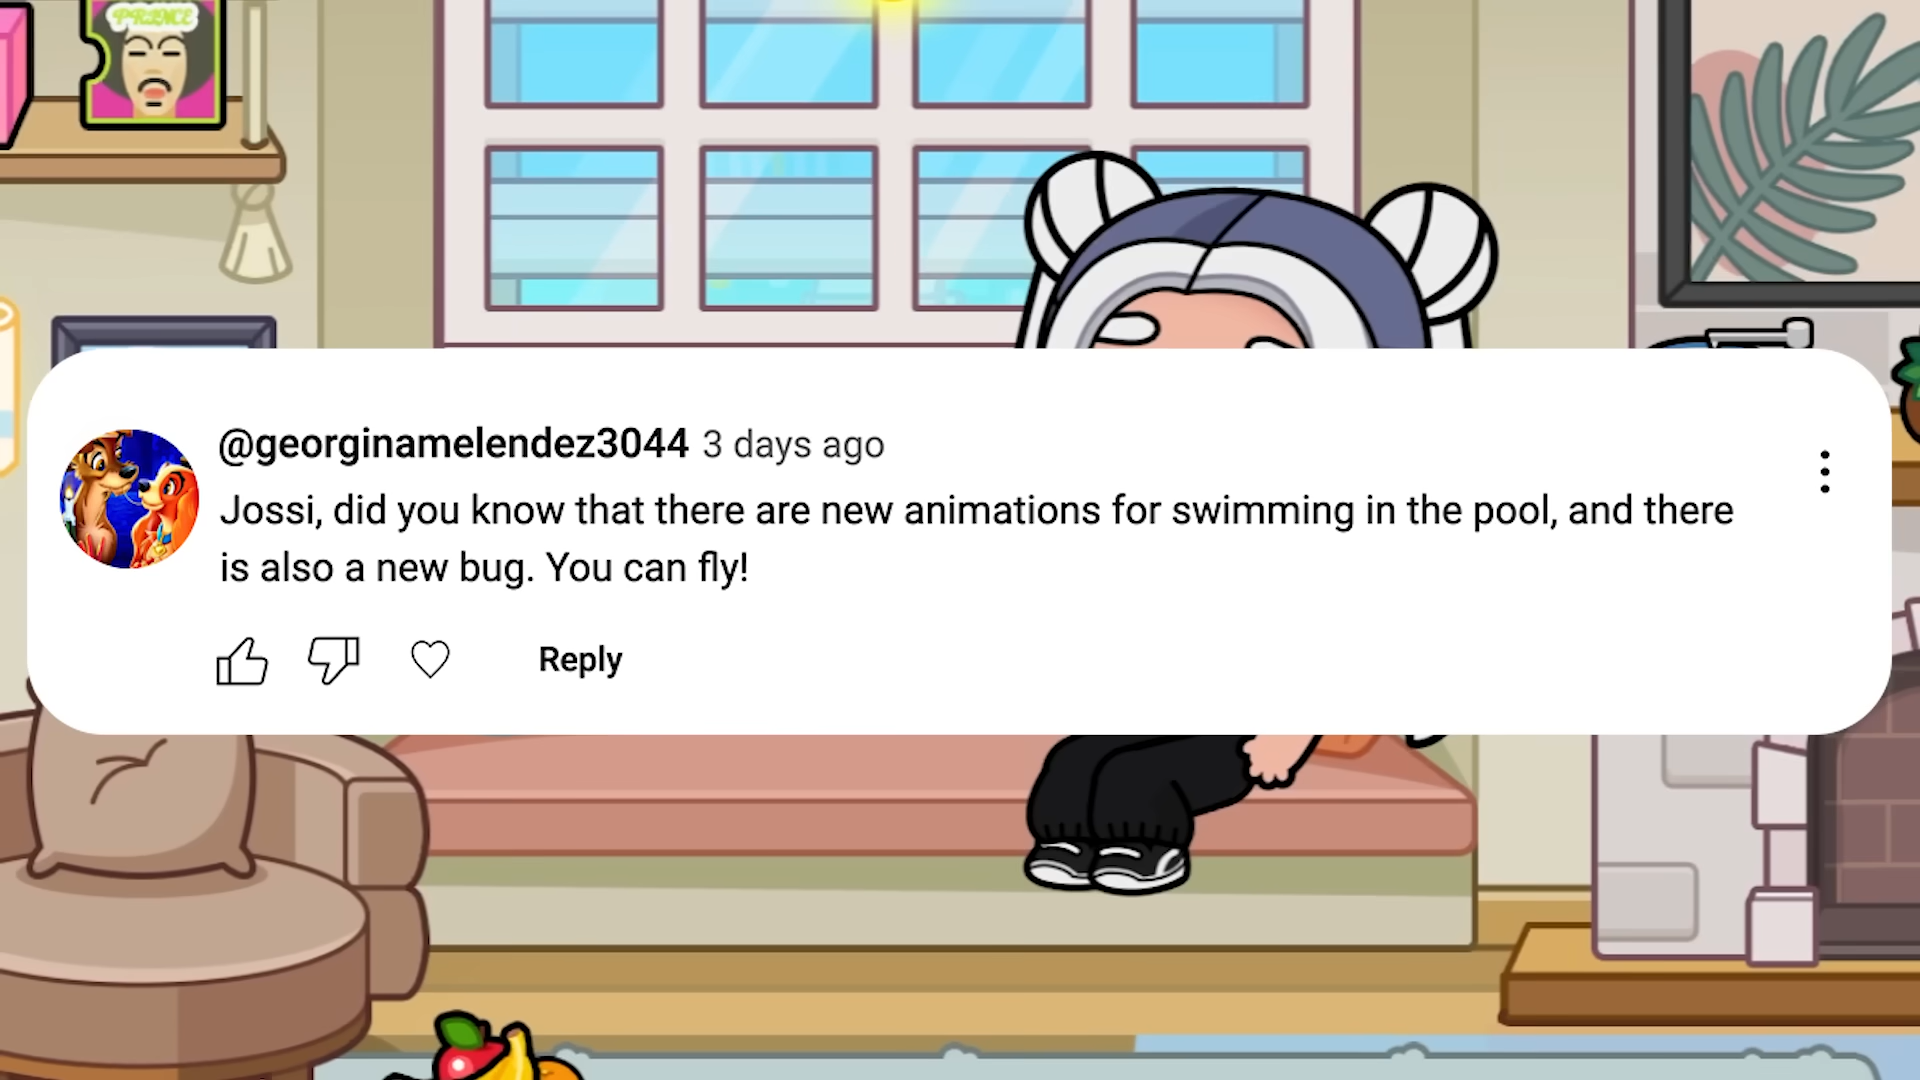 PRINCE
@georginamelendez3044 3 days ago
Jossi, did you know that there are new animations for swimming in the pool, and there
is also a new bug. You can fly!
Reply